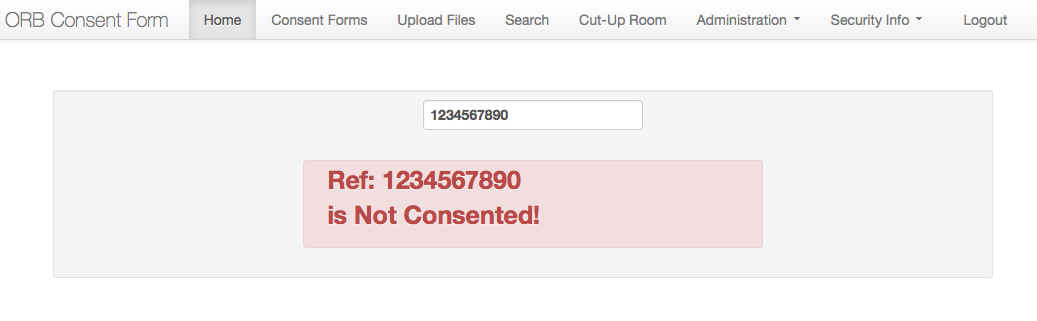 ORB Consent Form Home Consent Forms Upload Files Search Cut-Up Room Administration Security Info Logout
1234567890
Ref: 1234567890
is Not Consented!